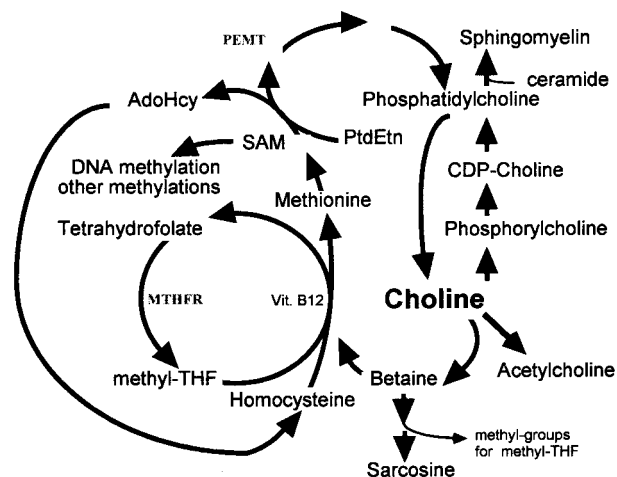 PEMT
Sphingomyelin
ceramide
AdoHcy
Phosphatidylcholine
SAM
PtdEtn
DNA methylation
other methylations
CDP-Choline
Methionine
Tetrahydrofolate
Phosphorylcholine
MTHFR
Vit. B12
Choline
methyl-THF
Betaine
Acetylcholine
Homocysteine
methyl-groups
for methyl-THF
Sarcosine